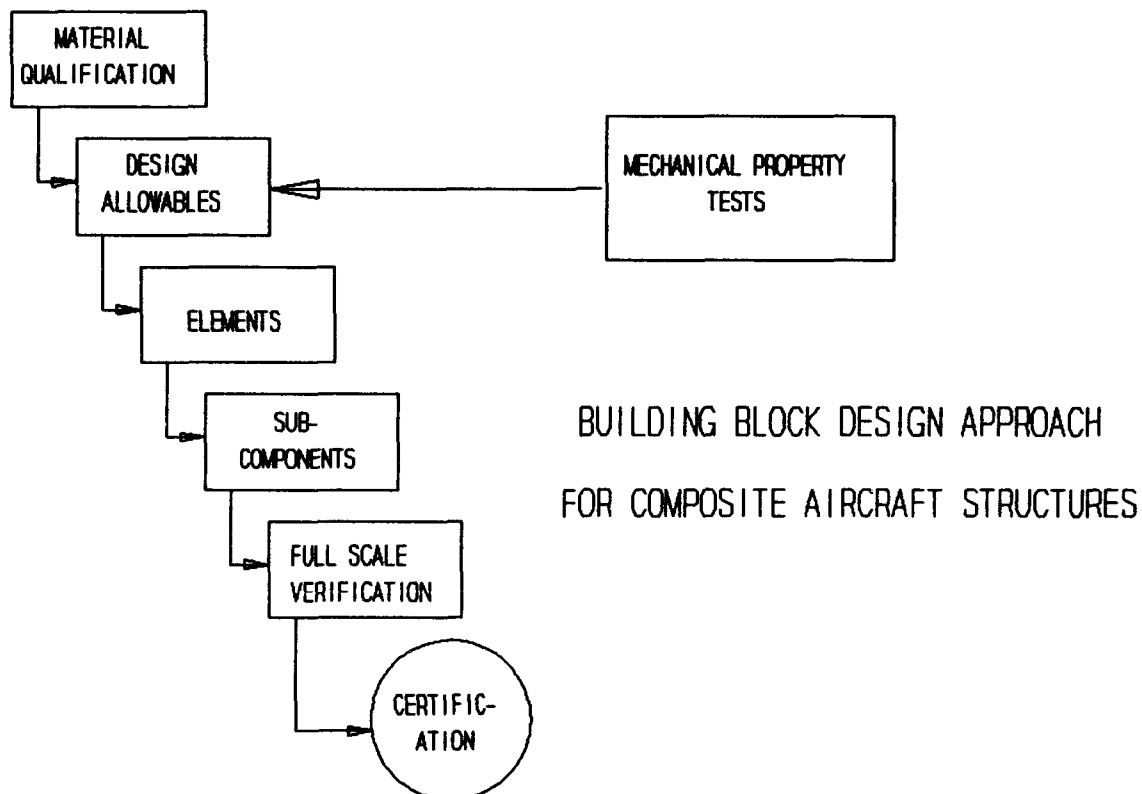 MATERIAL
QUALIFICATION
DESIGN
ALLOWABLES
MECHANICAL PROPERTY
TESTS
ELEMENTS
SUB-
COMPONENTS
BUILDING BLOCK DESIGN APPROACH
FOR COMPOSITE AIRCRAFT STRUCTURES
FULL SCALE
VERIFICATION
CERTIFIC-
ATION